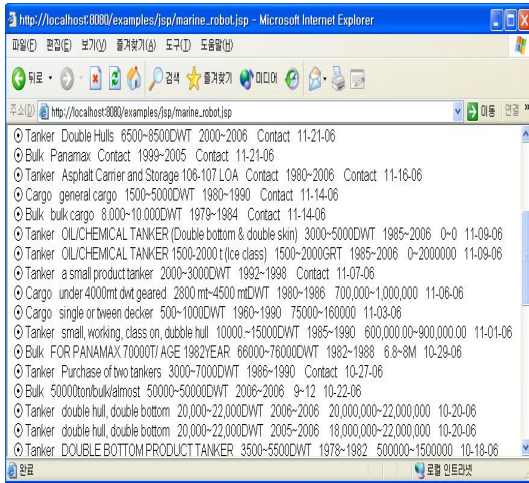 http://localhost:8080/examples/jsp/marine_robot.jsp - Microsoft Internet Explorer
파일(F) 편집(E) 보기(V) 즐겨찾기(A) 도구(T) 도움말(H)
뒤로 검색 즐겨찾기 미디어
주소(D) http://localhost:8080/examples/jsp/marine_robot.jsp 이동 연결 »
Tanker Double Hulls 6500~8500DWT 2000~2006 Contact 11-21-06
Bulk Panamax Contact 1999~2005 Contact 11-21-06
Tanker Asphalt Carrier and Storage 106-107 LOA Contact 1980~2006 Contact 11-16-06
Cargo general cargo 1500~5000DWT 1980~1990 Contact 11-14-06
Bulk bulk cargo 8.000~10.000DWT 1979~1984 Contact 11-14-06
Tanker OIL/CHEMICAL TANKER (Double bottom & double skin) 3000~5000DWT 1985~2006 0~0 11-09-06
Tanker OIL/CHEMICAL TANKER 1500-2000 t (Ice class) 1500~2000GRT 1985~2006 0~2000000 11-09-06
Tanker a small product tanker 2000~3000DWT 1992~1998 Contact 11-07-06
Cargo under 4000mt dwt geared 2800 mt~4500 mtDWT 1980~1986 700,000~1,000,000 11-06-06
Cargo single or tween decker 500~1000DWT 1960~1990 75000~160000 11-03-06
Tanker small, working, class on, dubble hull 10000.~15000DWT 1985~1990 600,000.00~900,000.00 11-01-06
Bulk FOR PANAMAX 70000T/ AGE 1982YEAR 66000~76000DWT 1982~1988 6.8~8M 10-29-06
Tanker Purchase of two tankers 3000~7000DWT 1986~1990 Contact 10-27-06
Bulk 50000ton/bulk/almost 50000~50000DWT 2006~2006 9~12 10-22-06
Tanker double hull, double bottom 20,000~22,000DWT 2006~2006 20,000,000~22,000,000 10-20-06
Tanker double hull, double bottom 20,000~22,000DWT 2005~2006 18,000,000~22,000,000 10-20-06
Tanker DOUBLE BOTTOM PRODUCT TANKER 3500~5500DWT 1978~1982 500000~1500000 10-18-06
완료 로컬 인트라넷